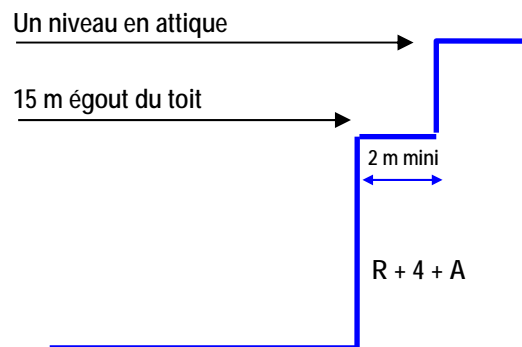 Un niveau en attique
15 m égout du toit
2 m mini
R + 4 + A